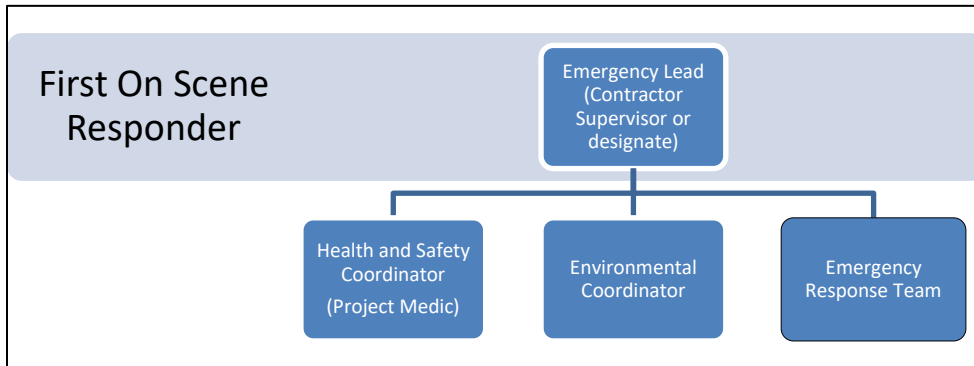 First On Scene
Responder
Emergency Lead
(Contractor
Supervisor or
designate)
Health and Safety
Coordinator
(Project Medic)
Environmental
Coordinator
Emergency
Response Team